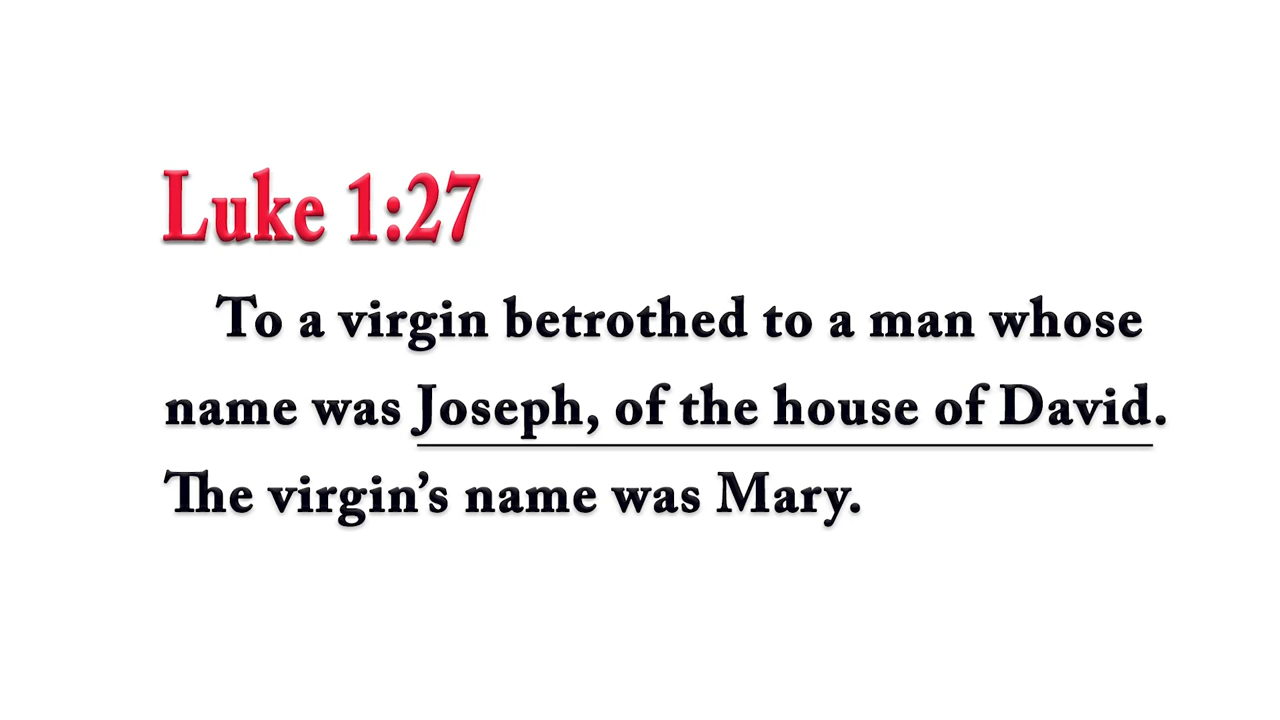 Luke 1:27
To a virgin betrothed to a man whose
name was Joseph, of the house of David.
The virgin’s name was Mary.